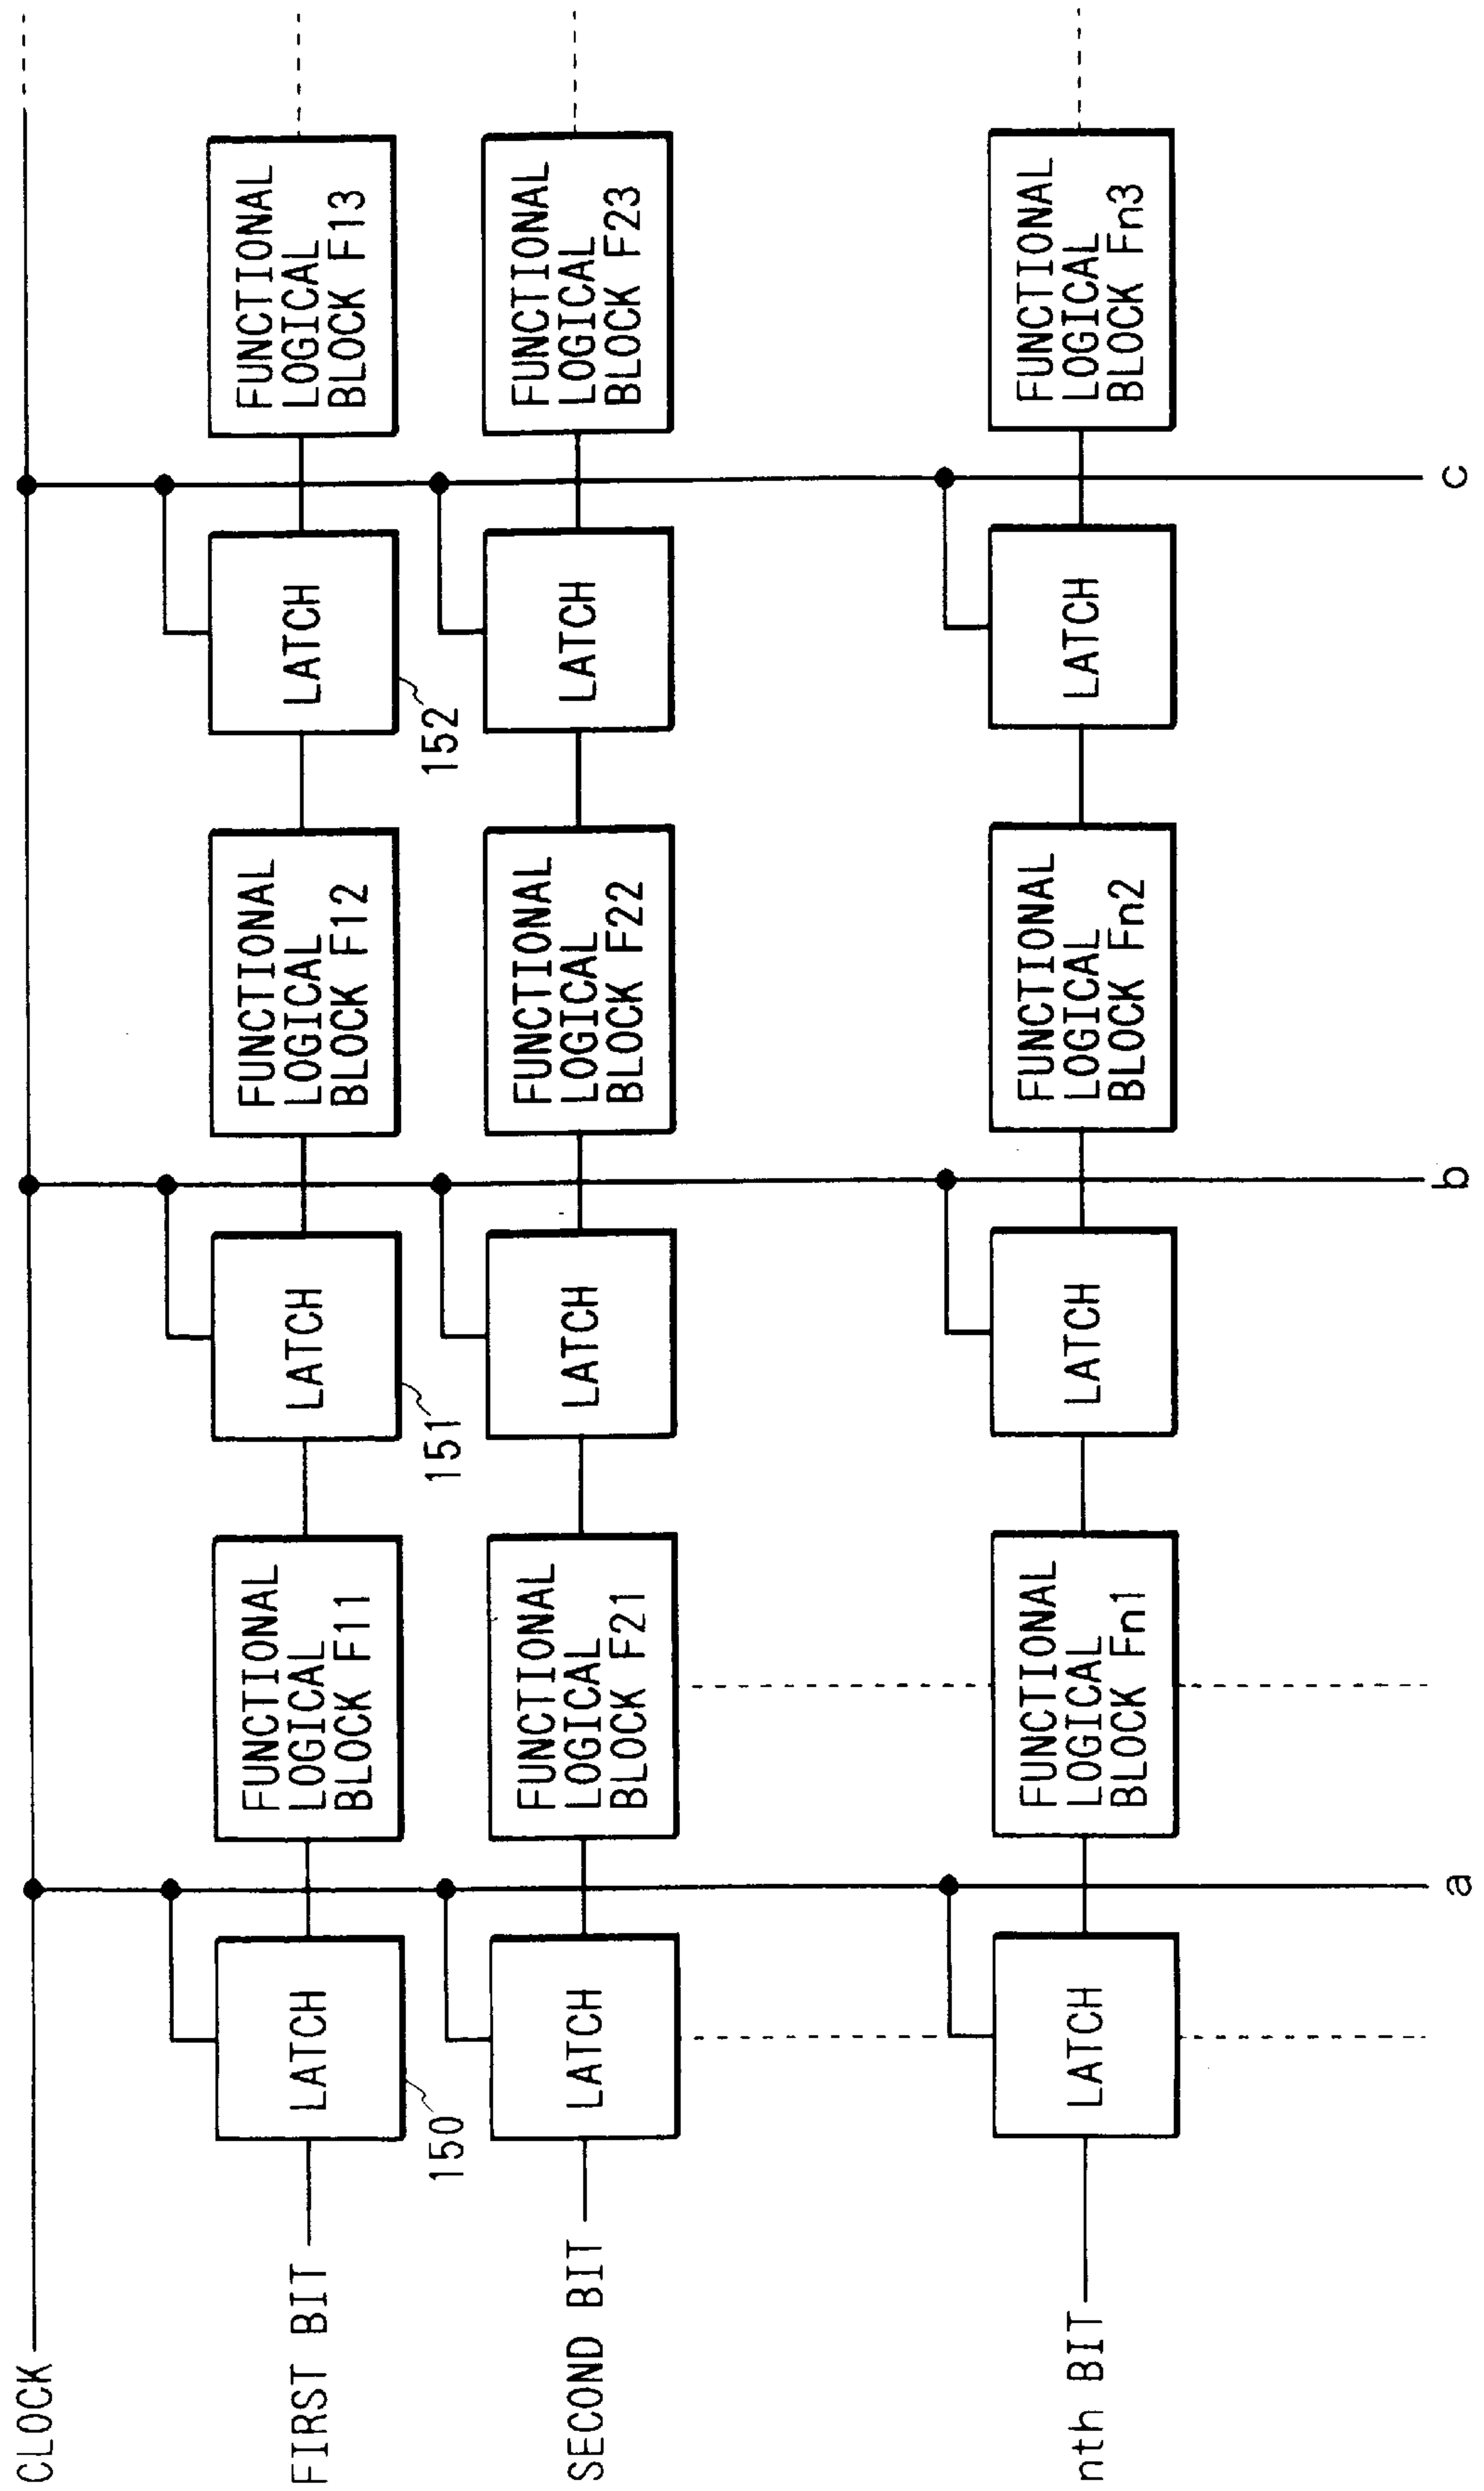 CLOCK
FIRST BIT
LATCH
150
FUNCTIONAL
LOGICAL
BLOCK F11
LATCH
151
FUNCTIONAL
LOGICAL
BLOCK F12
LATCH
152
FUNCTIONAL
LOGICAL
BLOCK F13
SECOND BIT
LATCH
FUNCTIONAL
LOGICAL
BLOCK F21
LATCH
FUNCTIONAL
LOGICAL
BLOCK F22
LATCH
FUNCTIONAL
LOGICAL
BLOCK F23
nth BIT
LATCH
FUNCTIONAL
LOGICAL
BLOCK Fn1
LATCH
FUNCTIONAL
LOGICAL
BLOCK Fn2
LATCH
FUNCTIONAL
LOGICAL
BLOCK Fn3
a
b
c